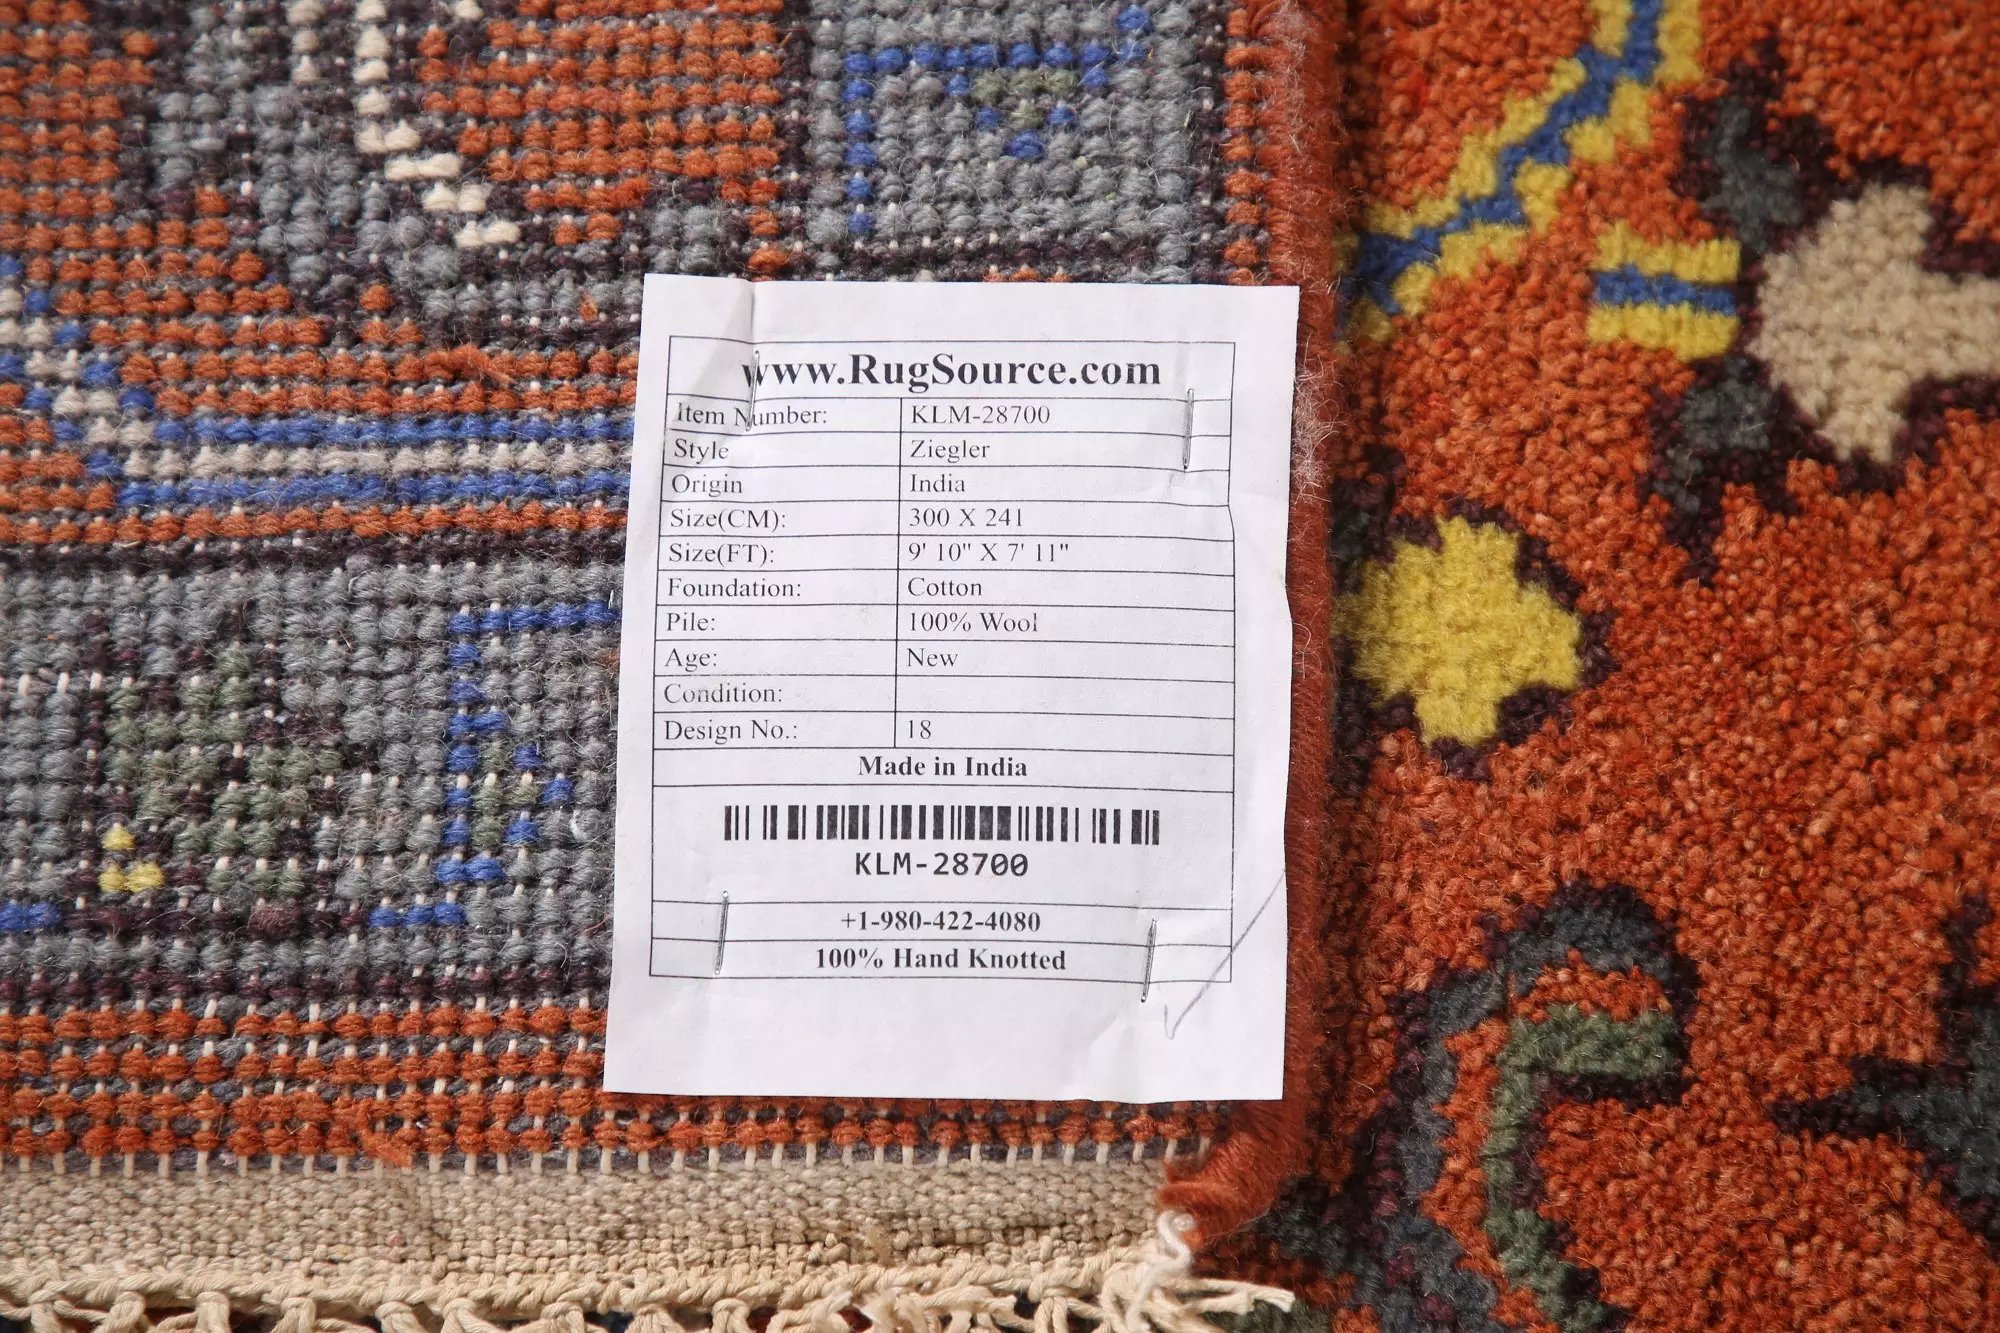 www.RugSource.com
Item Number: KLM-28700
Style Ziegler
Origin India
Size(CM): 300 X 241
Size(FT): 9' 10" X 7' 11"
Foundation: Cotton
Pile: 100% Wool
Age: New
Condition:
Design No.: 18
Made in India
KLM-28700
+1-980-422-4080
100% Hand Knotted